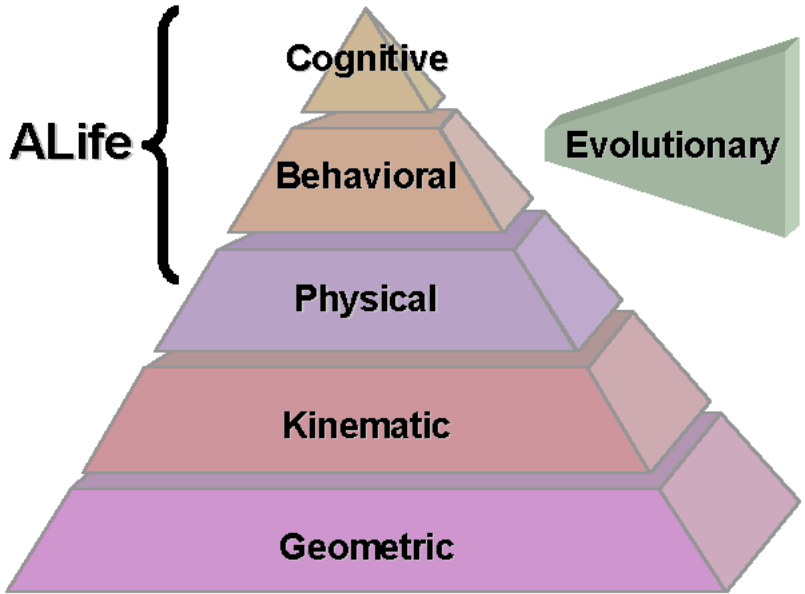 Cognitive
ALife
Evolutionary
Behavioral
Physical
Kinematic
Geometric